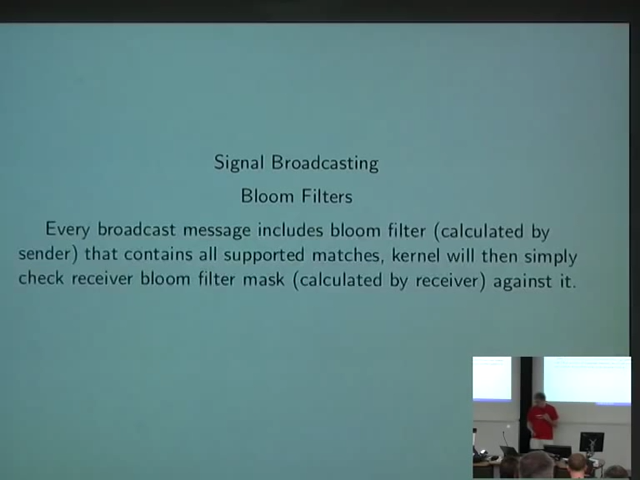 Signal Broadcasting
Bloom Filters
Every broadcast message includes bloom filter (calculated by
sender) that contains all supported matches, kernel will then simply
check receiver bloom filter mask (calculated by receiver) against it.